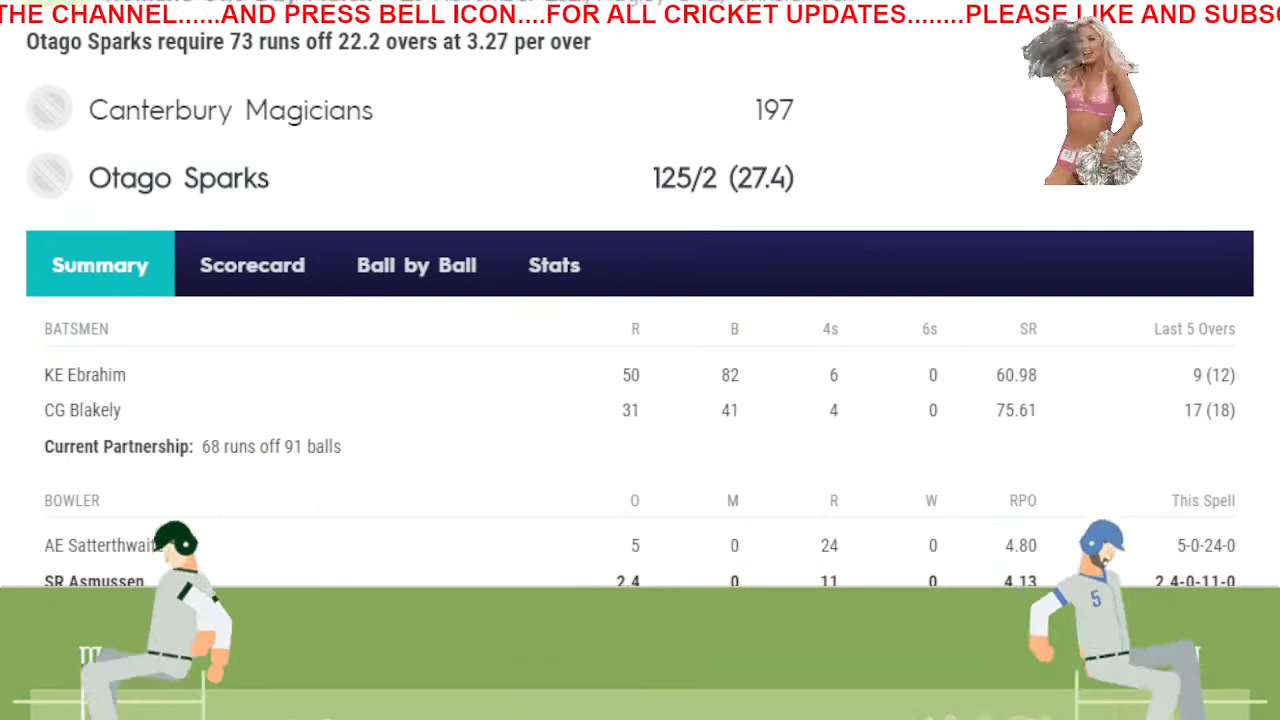 THE CHANNEL......AND PRESS BELL ICON....FOR ALL CRICKET UPDATES........PLEASE LIKE AND SUBSC
Otago Sparks require 73 runs off 22.2 overs at 3.27 per over
Canterbury Magicians 197
Otago Sparks 125/2 (27.4)
Summary Scorecard Ball by Ball Stats
BATSMEN R B 4s 6s SR Last 5 Overs
KE Ebrahim 50 82 6 0 60.98 9 (12)
CG Blakely 31 41 4 0 75.61 17 (18)
Current Partnership: 68 runs off 91 balls
BOWLER O M R W RPO This Spell
AE Satterthwait 5 0 24 0 4.80 5-0-24-0
SR Asmussen 2.4 0 11 0 4.13 2.4-0-11-0
5